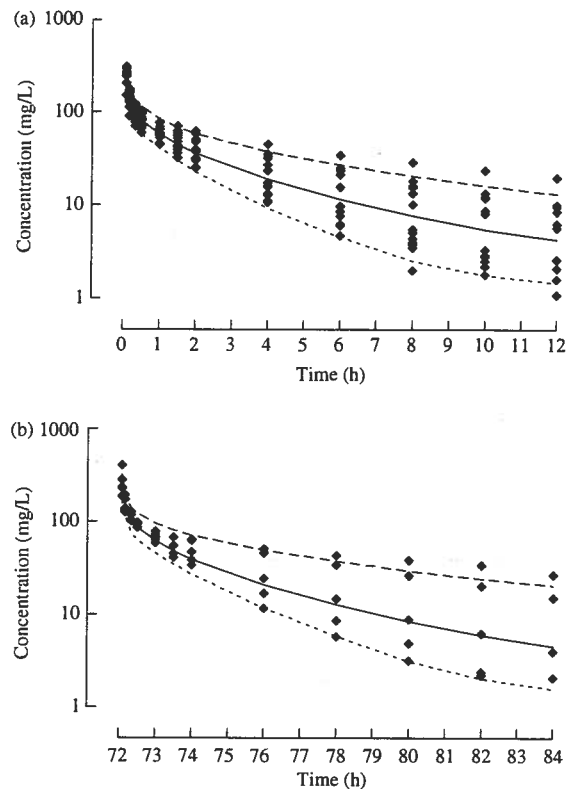 (a) 1000
100
10
1
Concentration (mg/L)
0 1 2 3 4 5 6 7 8 9 10 11 12
Time (h)
(b) 1000
100
10
1
Concentration (mg/L)
72 73 74 75 76 77 78 79 80 82 82 83 84
Time (h)